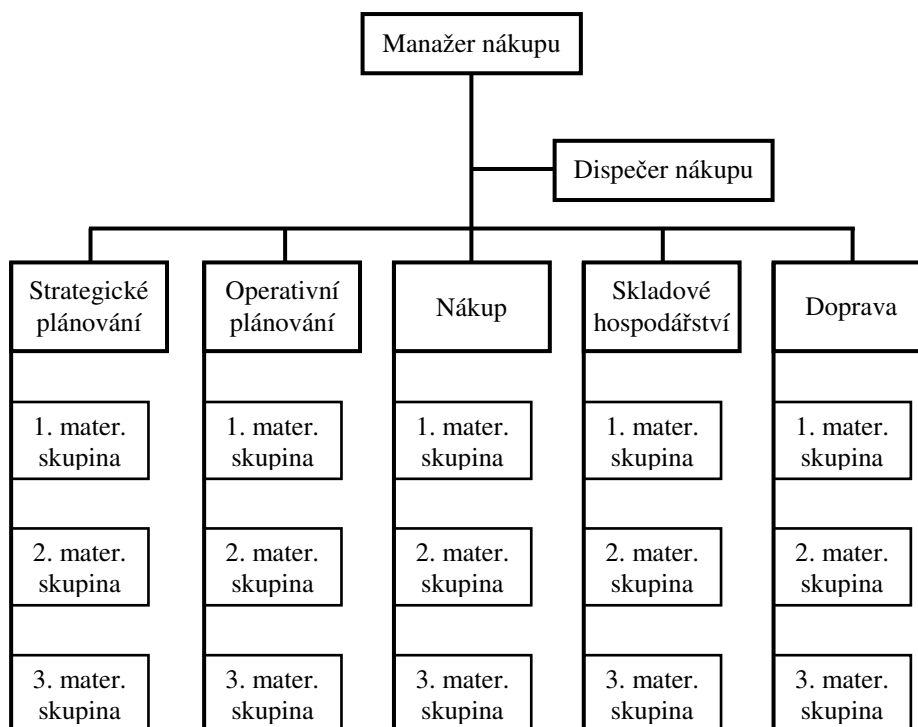 Manažer nákupu
Dispečer nákupu
Strategické
plánování
Operativní
plánování
Nákup
Skladové
hospodářství
Doprava
1. mater.
skupina
1. mater.
skupina
1. mater.
skupina
1. mater.
skupina
1. mater.
skupina
2. mater.
skupina
2. mater.
skupina
2. mater.
skupina
2. mater.
skupina
2. mater.
skupina
3. mater.
skupina
3. mater.
skupina
3. mater.
skupina
3. mater.
skupina
3. mater.
skupina